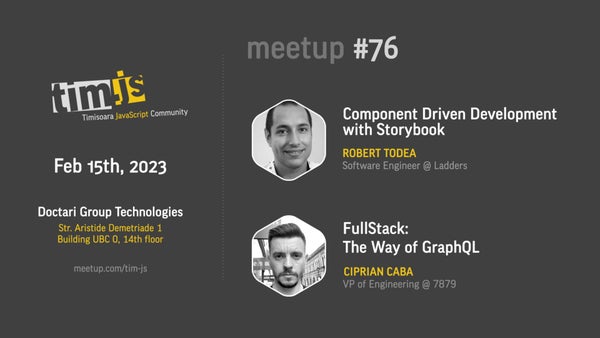 tim.js
Timisoara JavaScript Community
Feb 15th, 2023
Doctari Group Technologies
Str. Aristide Demetriade 1
Building UBC 0, 14th floor
meetup.com/tim-js
meetup #76
Component Driven Development
with Storybook
ROBERT TODEA
Software Engineer @ Ladders
FullStack:
The Way of GraphQL
CIPRIAN CABA
VP of Engineering @ 7879